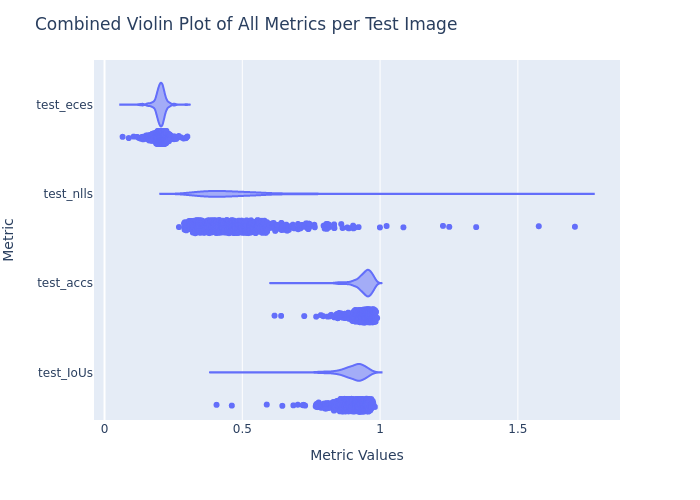 Combined Violin Plot of All Metrics per Test Image
test_eces
test_nlls
test_accs
test_IoUs
Metric
0
0.5
1
1.5
Metric Values